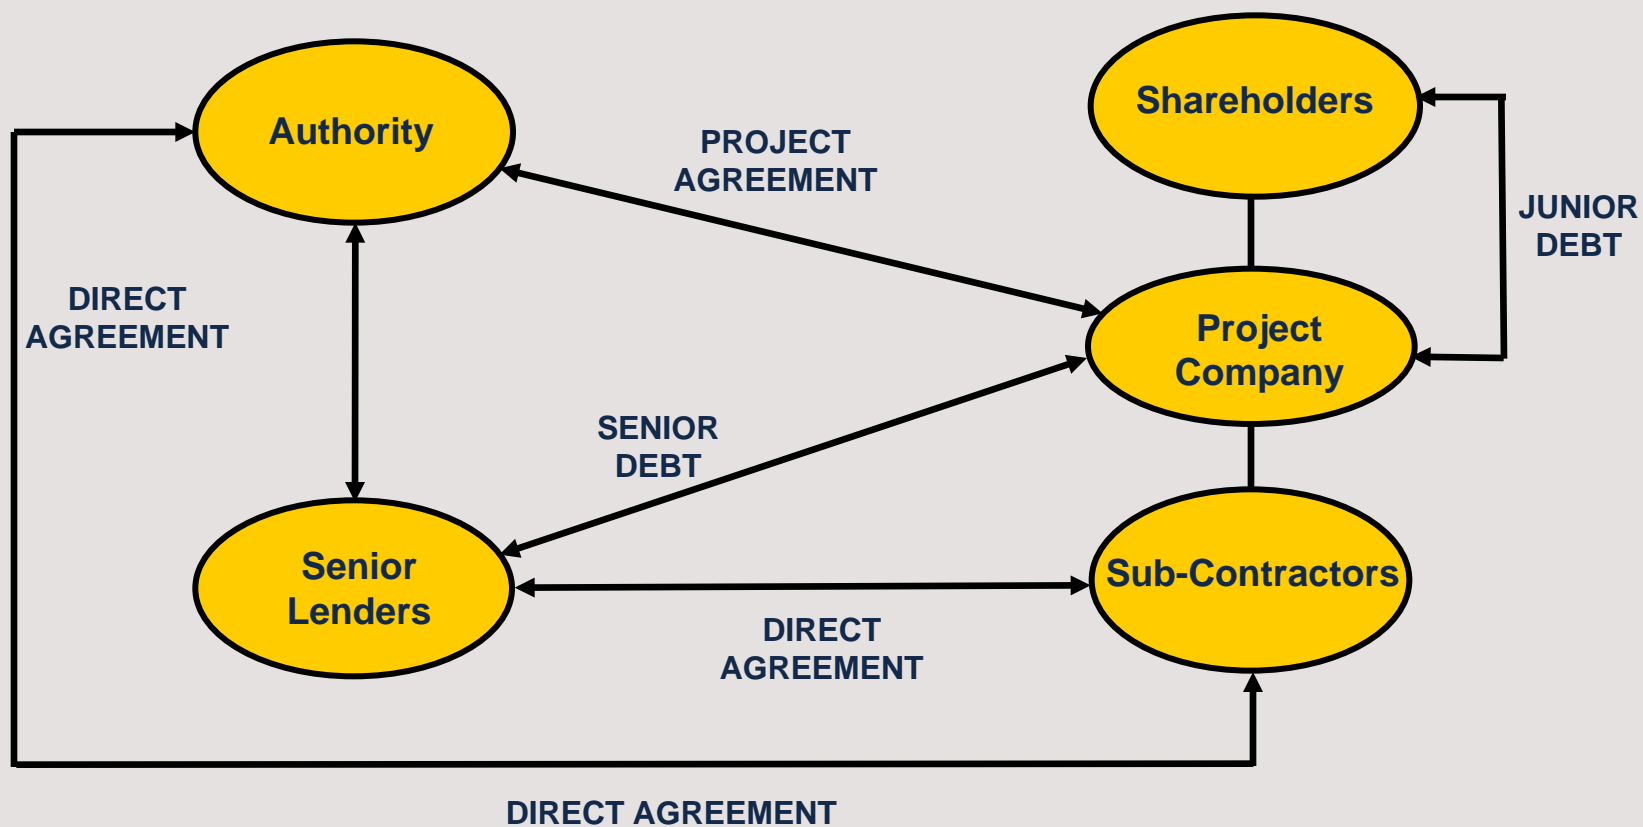 Shareholders
Authority
PROJECT
AGREEMENT
JUNIOR
DEBT
DIRECT
AGREEMENT
Project
Company
SENIOR
DEBT
Senior
Lenders
Sub-Contractors
DIRECT
AGREEMENT
DIRECT AGREEMENT